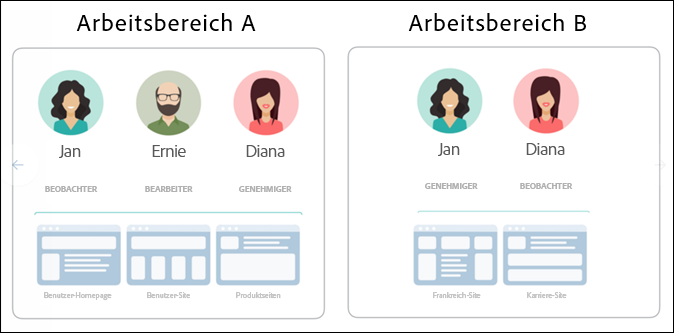 Arbeitsbereich A
Arbeitsbereich B
Jan
Ernie
Diana
BEOBACHTER
BEARBEITER
GENEHMIGER
Benutzer-Homepage
Benutzer-Site
Produktseiten
Jan
Diana
GENEHMIGER
BEOBACHTER
Frankreich-Site
Karriere-Site